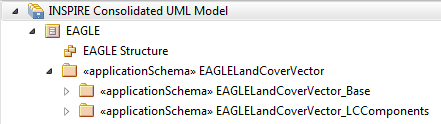 INSPIRE Consolidated UML Model
EAGLE
EAGLE Structure
«applicationSchema» EAGLELandCoverVector
«applicationSchema» EAGLELandCoverVector_Base
«applicationSchema» EAGLELandCoverVector_LCComponents